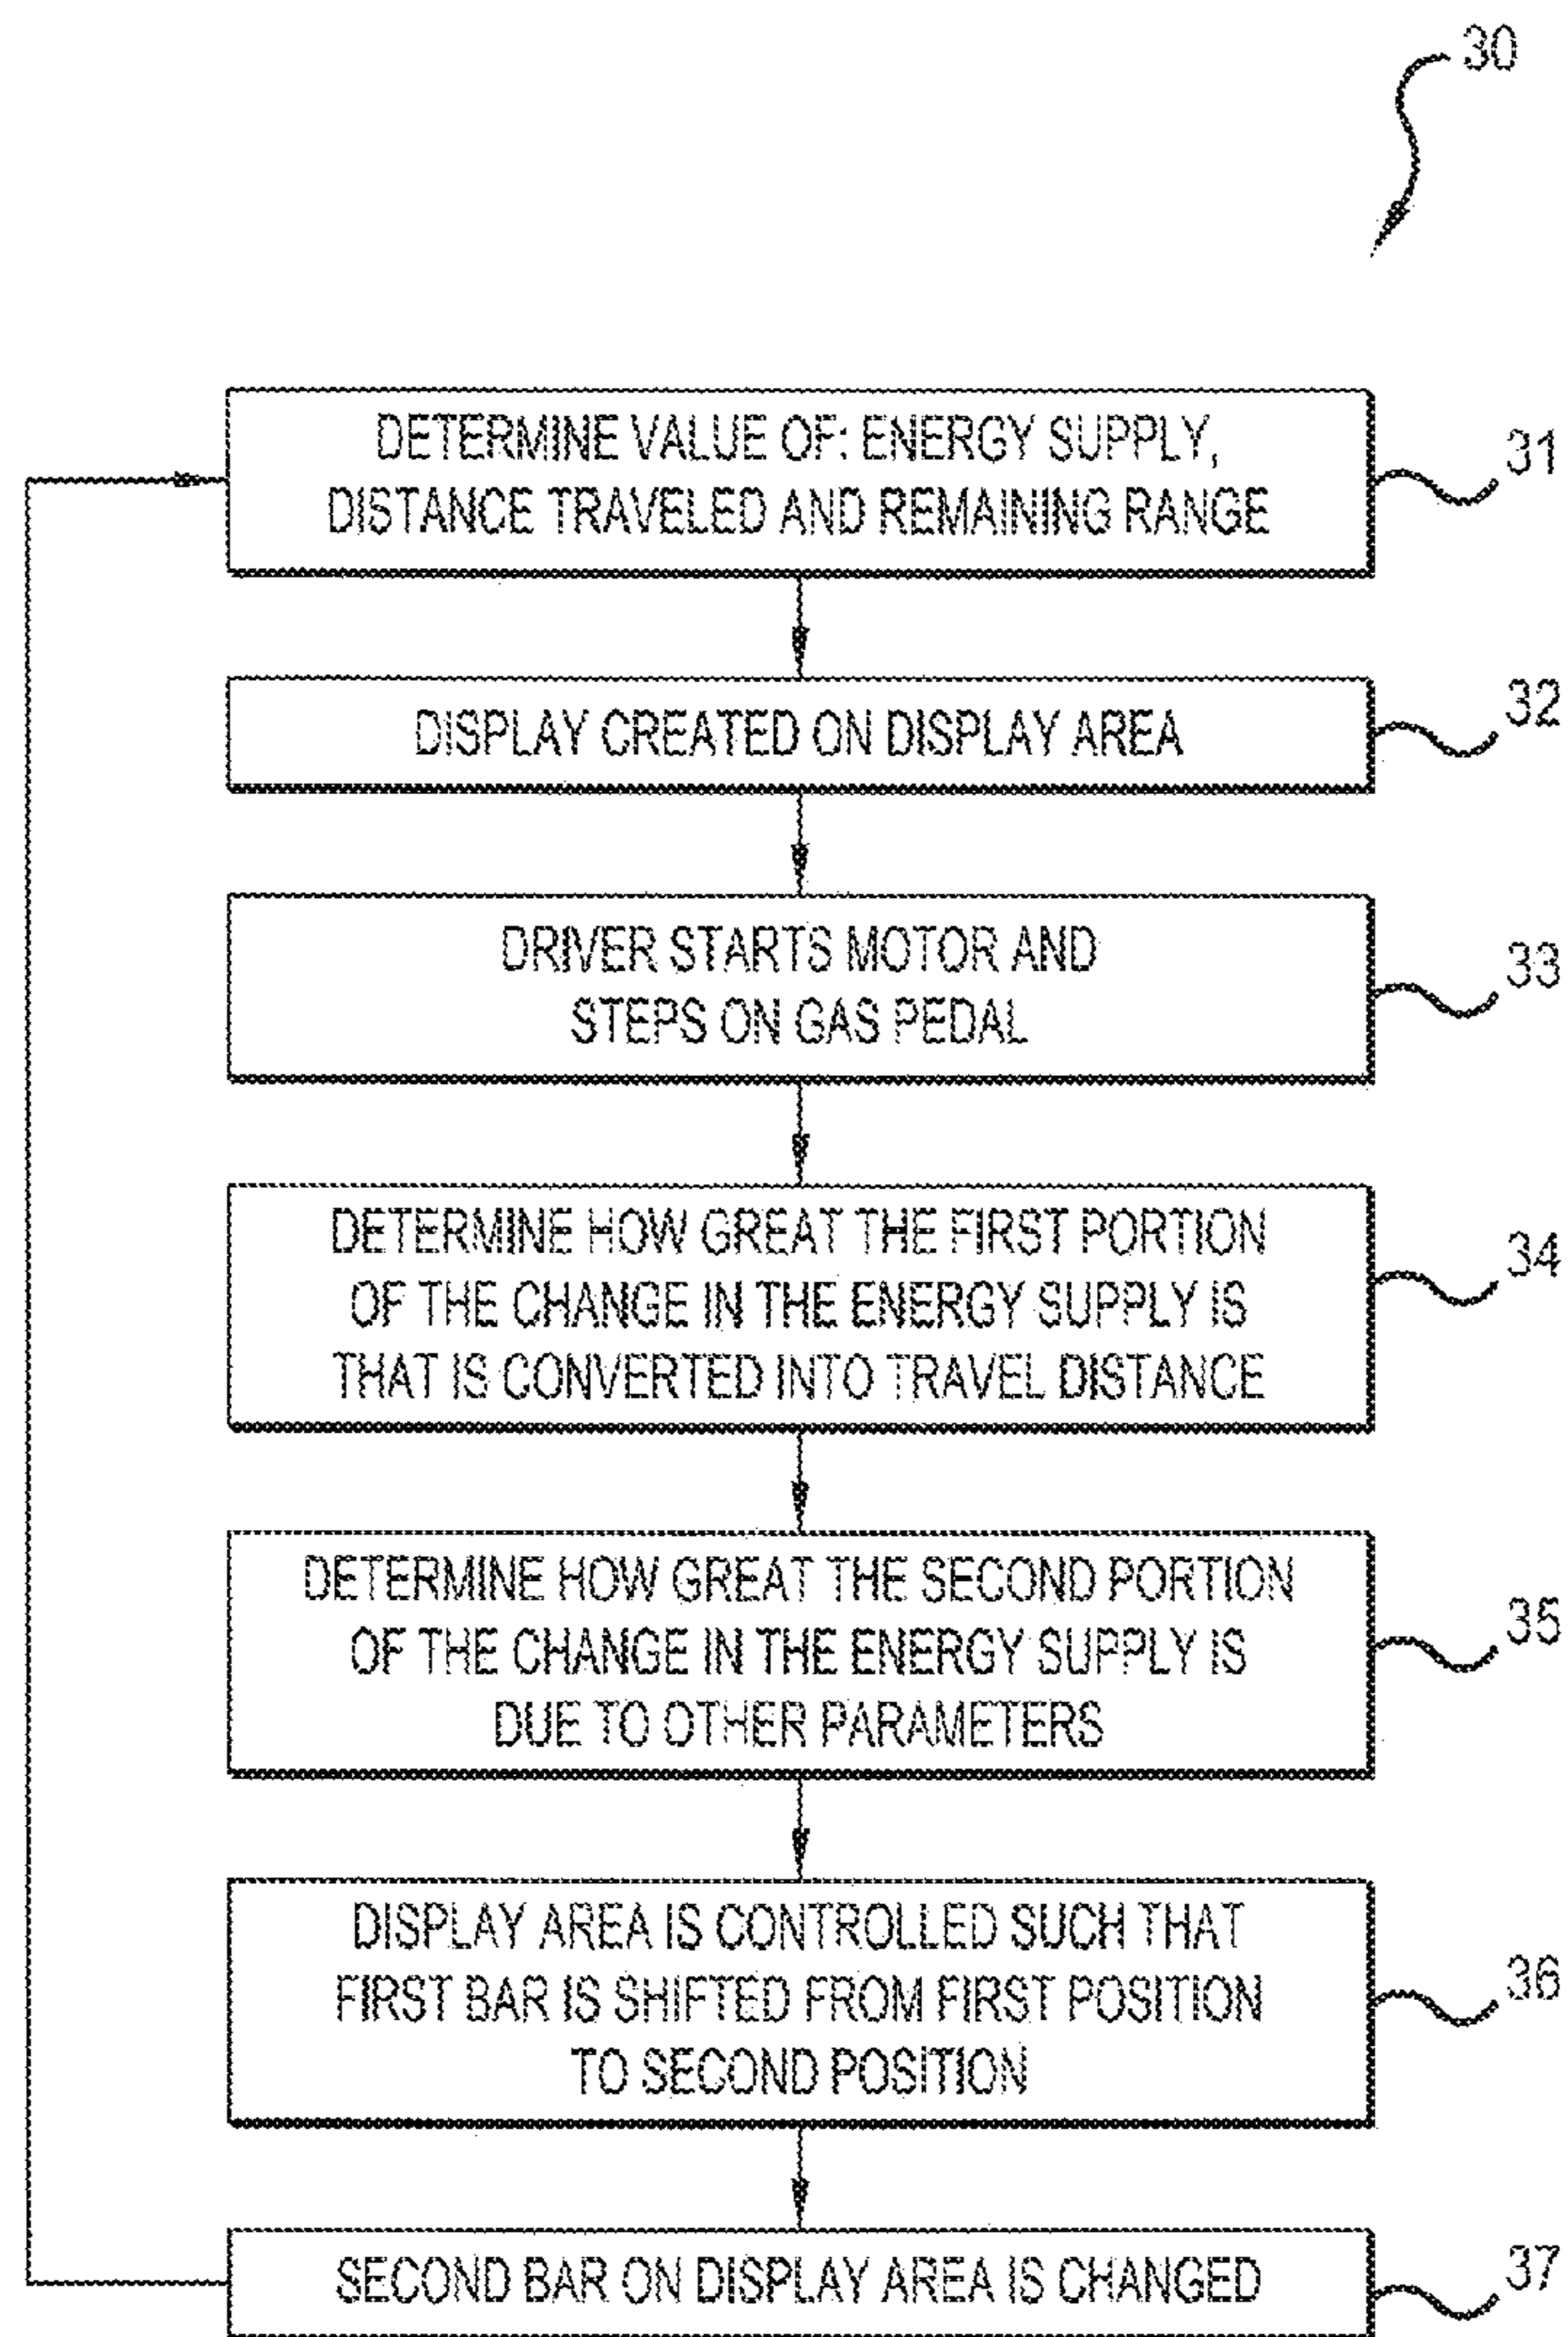 30
DETERMINE VALUE OF: ENERGY SUPPLY,
DISTANCE TRAVELED AND REMAINING RANGE
31
DISPLAY CREATED ON DISPLAY AREA
32
DRIVER STARTS MOTOR AND
STEPS ON GAS PEDAL
33
DETERMINE HOW GREAT THE FIRST PORTION
OF THE CHANGE IN THE ENERGY SUPPLY IS
THAT IS CONVERTED INTO TRAVEL DISTANCE
34
DETERMINE HOW GREAT THE SECOND PORTION
OF THE CHANGE IN THE ENERGY SUPPLY IS
DUE TO OTHER PARAMETERS
35
DISPLAY AREA IS CONTROLLED SUCH THAT
FIRST BAR IS SHIFTED FROM FIRST POSITION
TO SECOND POSITION
36
SECOND BAR ON DISPLAY AREA IS CHANGED
37